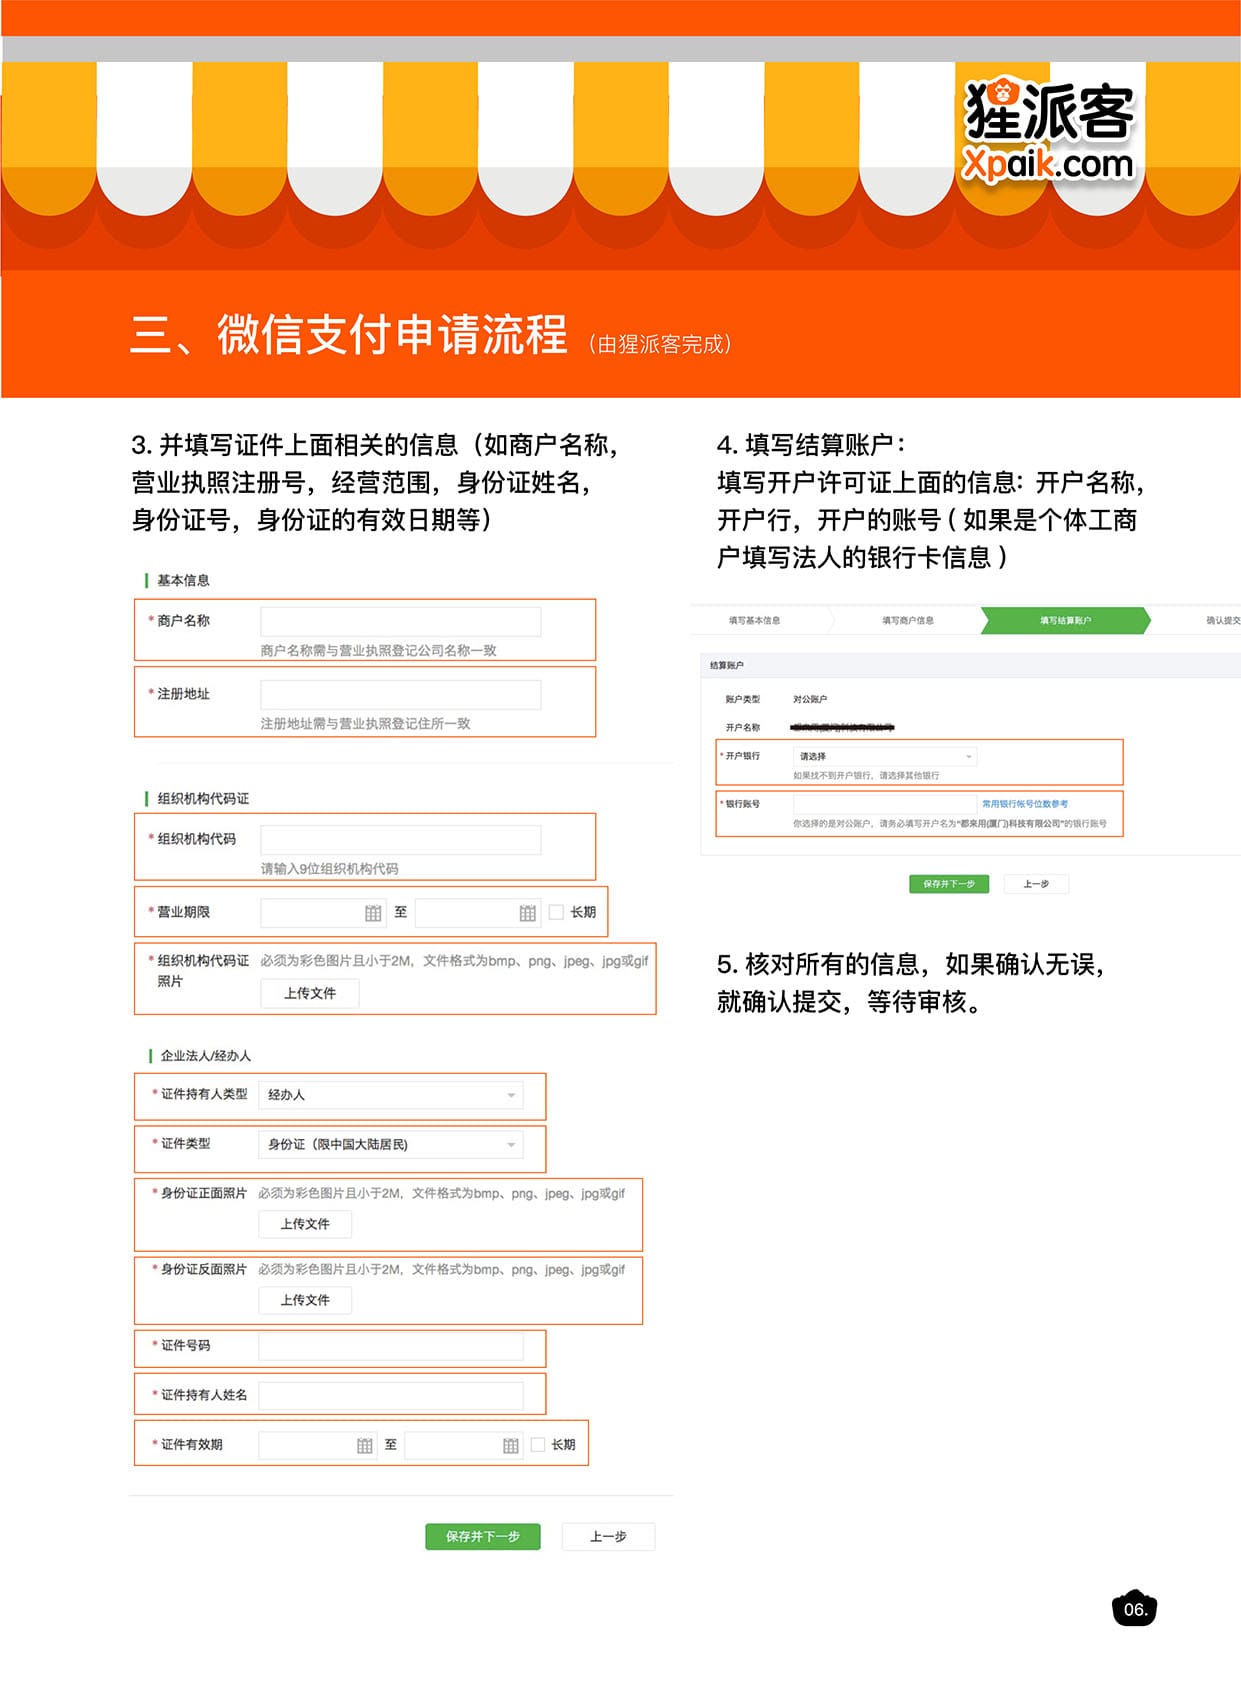 猩派客
Xpaik.com
三、微信支付申请流程（由猩派客完成）
3. 并填写证件上面相关的信息（如商户名称，
营业执照注册号，经营范围，身份证姓名，
身份证号，身份证的有效日期等）
基本信息
* 商户名称
商户名称需与营业执照登记公司名称一致
* 注册地址
注册地址需与营业执照登记住所一致
组织机构代码证
* 组织机构代码
请输入9位组织机构代码
* 营业期限 至 长期
* 组织机构代码证 必须为彩色图片且小于2M，文件格式为bmp、png、jpeg、jpg或gif
照片
上传文件
企业法人/经办人
* 证件持有人类型 经办人
* 证件类型 身份证（限中国大陆居民)
* 身份证正面照片 必须为彩色图片且小于2M，文件格式为bmp、png、jpeg、jpg或gif
上传文件
* 身份证反面照片 必须为彩色图片且小于2M，文件格式为bmp、png、jpeg、jpg或gif
上传文件
* 证件号码
* 证件持有人姓名
* 证件有效期 至 长期
保存并下一步 上一步
4. 填写结算账户：
填写开户许可证上面的信息：开户名称，
开户行，开户的账号（如果是个体工商
户填写法人的银行卡信息）
填写基本信息 填写商户信息 填写结算账户 确认提交
结算账户
账户类型 对公账户
开户名称
* 开户银行 请选择
如果找不到开户银行，请选择其他银行
* 银行账号 常用银行帐号位数参考
你选择的是对公账户，请务必填写开户名为“都来用(厦门)科技有限公司”的银行账号
保存并下一步 上一步
5. 核对所有的信息，如果确认无误，
就确认提交，等待审核。
06.